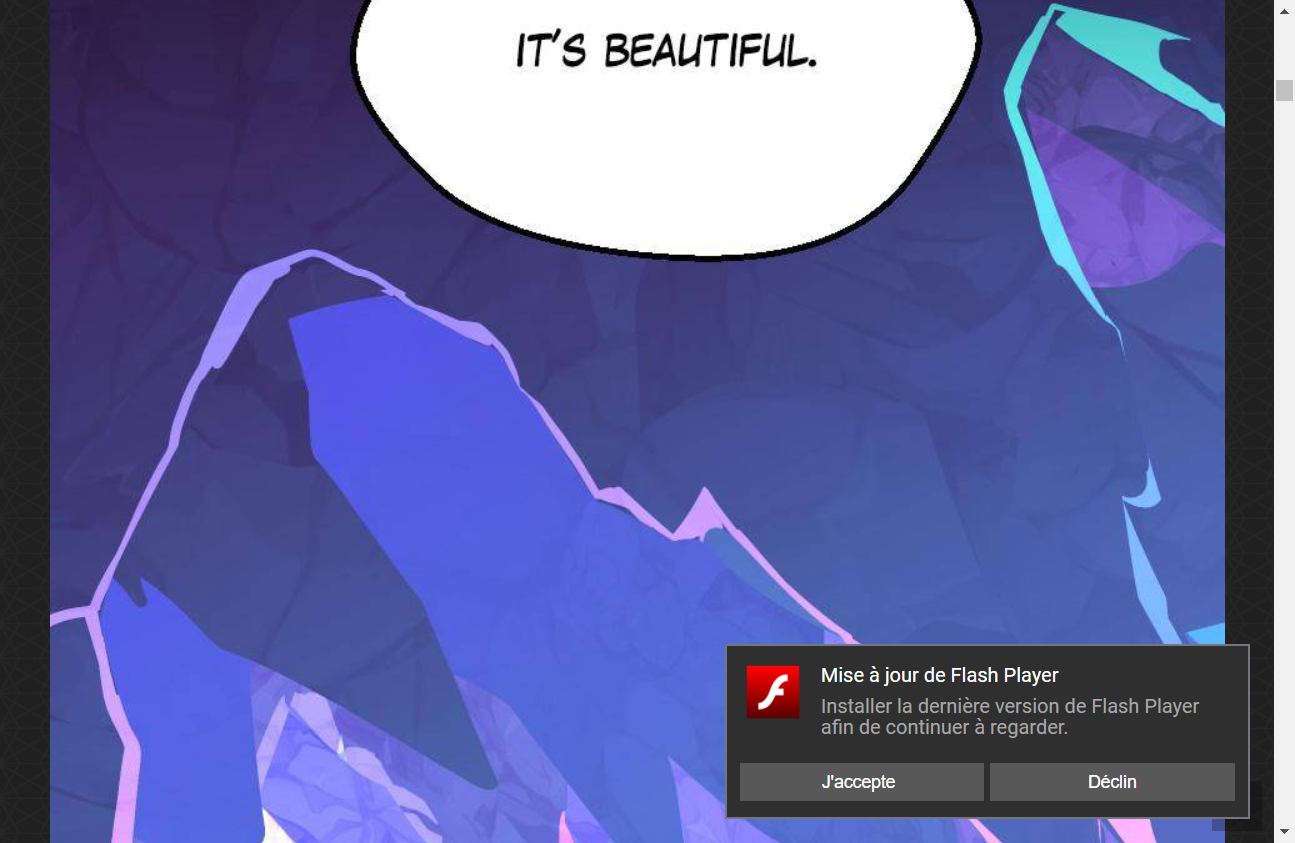 IT'S BEAUTIFUL.
Mise à jour de Flash Player
Installer la dernière version de Flash Player
afin de continuer à regarder.
J'accepte
Déclin